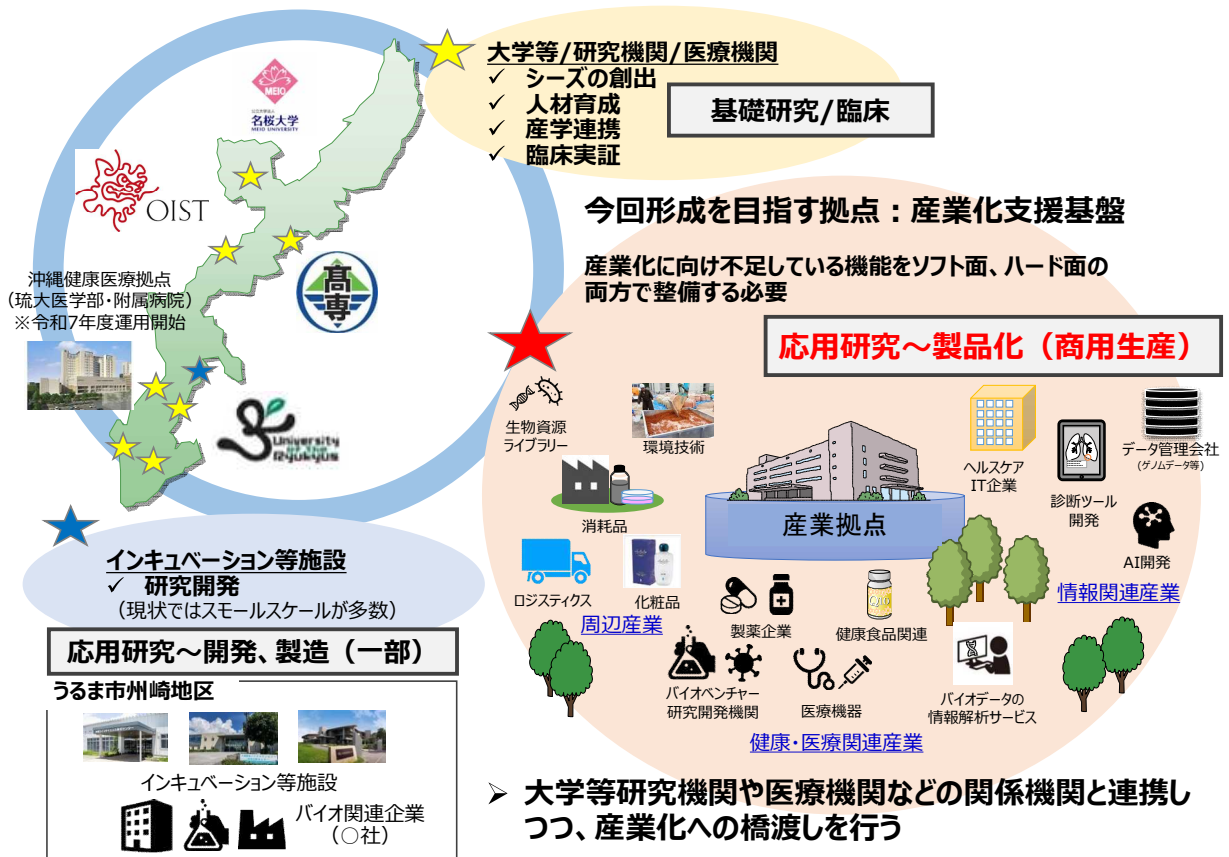 大学等/研究機関/医療機関
✓ シーズの創出
✓ 人材育成
✓ 産学連携
✓ 臨床実証
基礎研究/臨床
MEIO
名桜大学
MEIO UNIVERSITY
OIST
高専
沖縄健康医療拠点
（琉大医学部・附属病院）
※令和7年度運用開始
University
of the
Ryukyus
今回形成を目指す拠点：産業化支援基盤
産業化に向け不足している機能をソフト面、ハード面の
両方で整備する必要
応用研究～製品化（商用生産）
生物資源
ライブラリー
環境技術
ヘルスケア
IT企業
診断ツール
開発
データ管理会社
(ゲノムデータ等)
消耗品
産業拠点
AI開発
ロジスティクス
化粧品
周辺産業
製薬企業
健康食品関連
情報関連産業
バイオベンチャー
研究開発機関
医療機器
バイオデータの
情報解析サービス
健康・医療関連産業
➢ 大学等研究機関や医療機関などの関係機関と連携し
つつ、産業化への橋渡しを行う
インキュベーション等施設
✓ 研究開発
（現状ではスモールスケールが多数）
応用研究～開発、製造（一部）
うるま市州崎地区
インキュベーション等施設
バイオ関連企業
（○社）